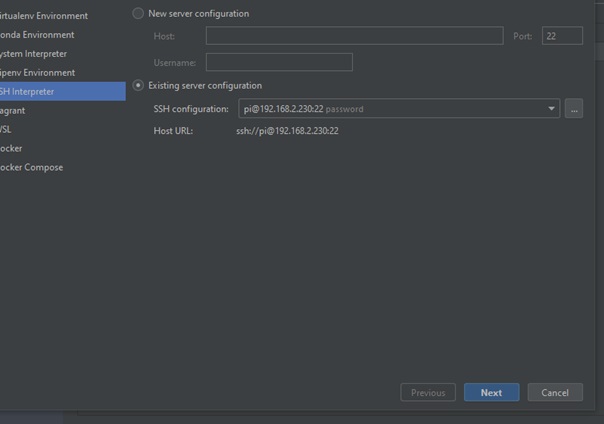 irtualenv Environment
onda Environment
ystem Interpreter
ipenv Environment
SH Interpreter
agrant
VSL
ocker
ocker Compose
New server configuration
Host:
Port: 22
Username:
Existing server configuration
SSH configuration: pi@192.168.2.230:22 password
...
Host URL: ssh://pi@192.168.2.230:22
Previous
Next
Cancel